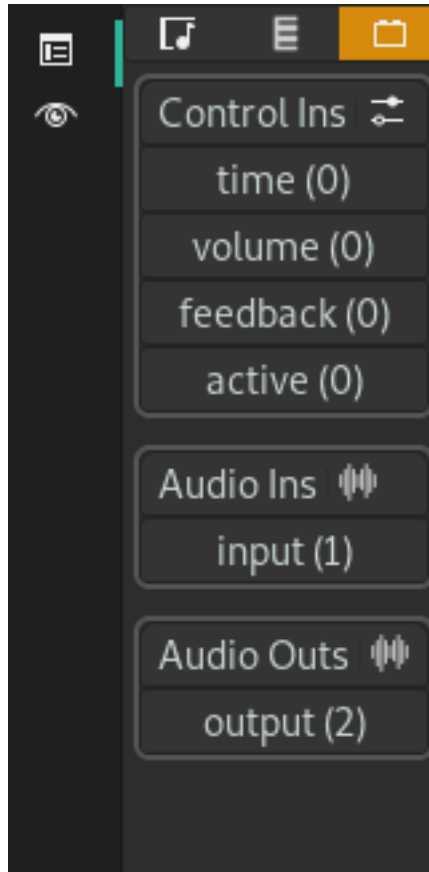 Control Ins
time (0)
volume (0)
feedback (0)
active (0)
Audio Ins
input (1)
Audio Outs
output (2)